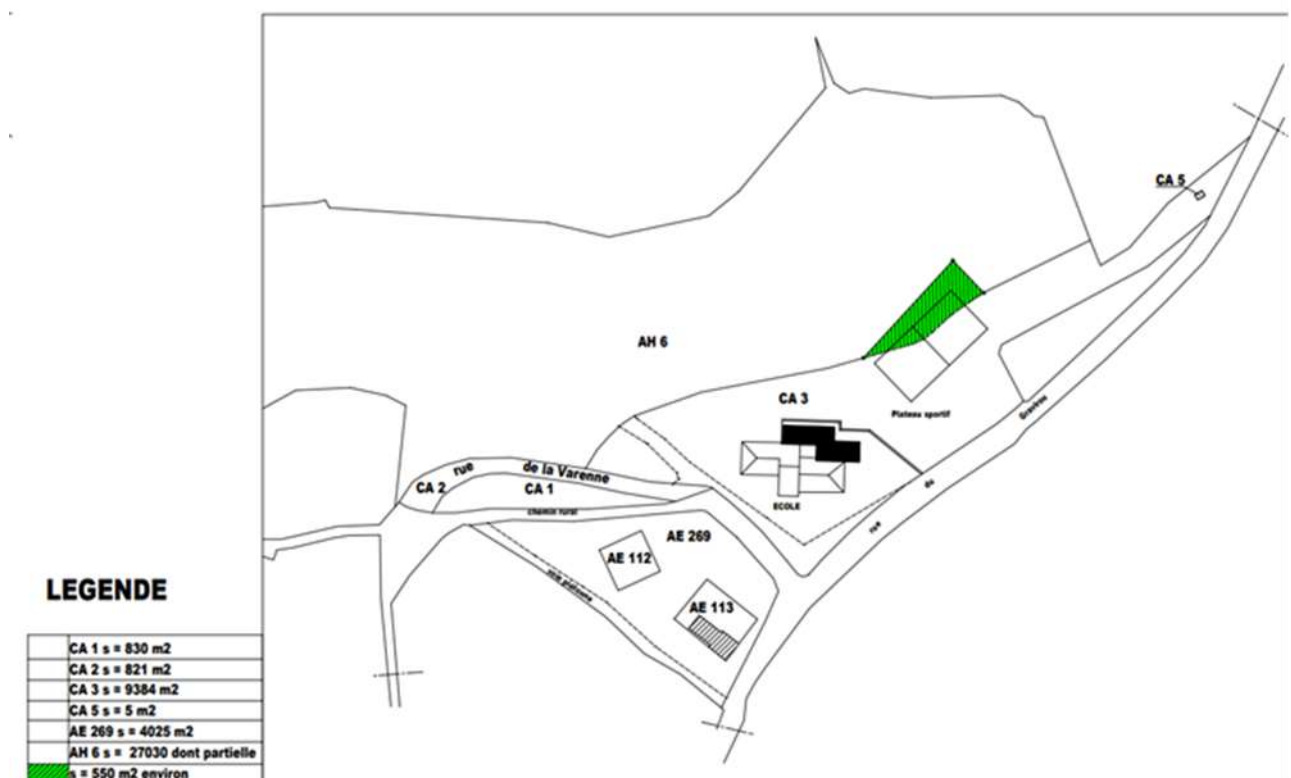 CA 5
AH 6
CA 3
Plateau sportif
rue du
rue de la Varenne
CA 2
CA 1
chemin rural
ECOLE
AE 269
AE 112
AE 113
LEGENDE
CA 1 s = 830 m2
CA 2 s = 821 m2
CA 3 s = 9384 m2
CA 5 s = 5 m2
AE 269 s = 4025 m2
AH 6 s = 27030 dont partielle
s = 550 m2 environ